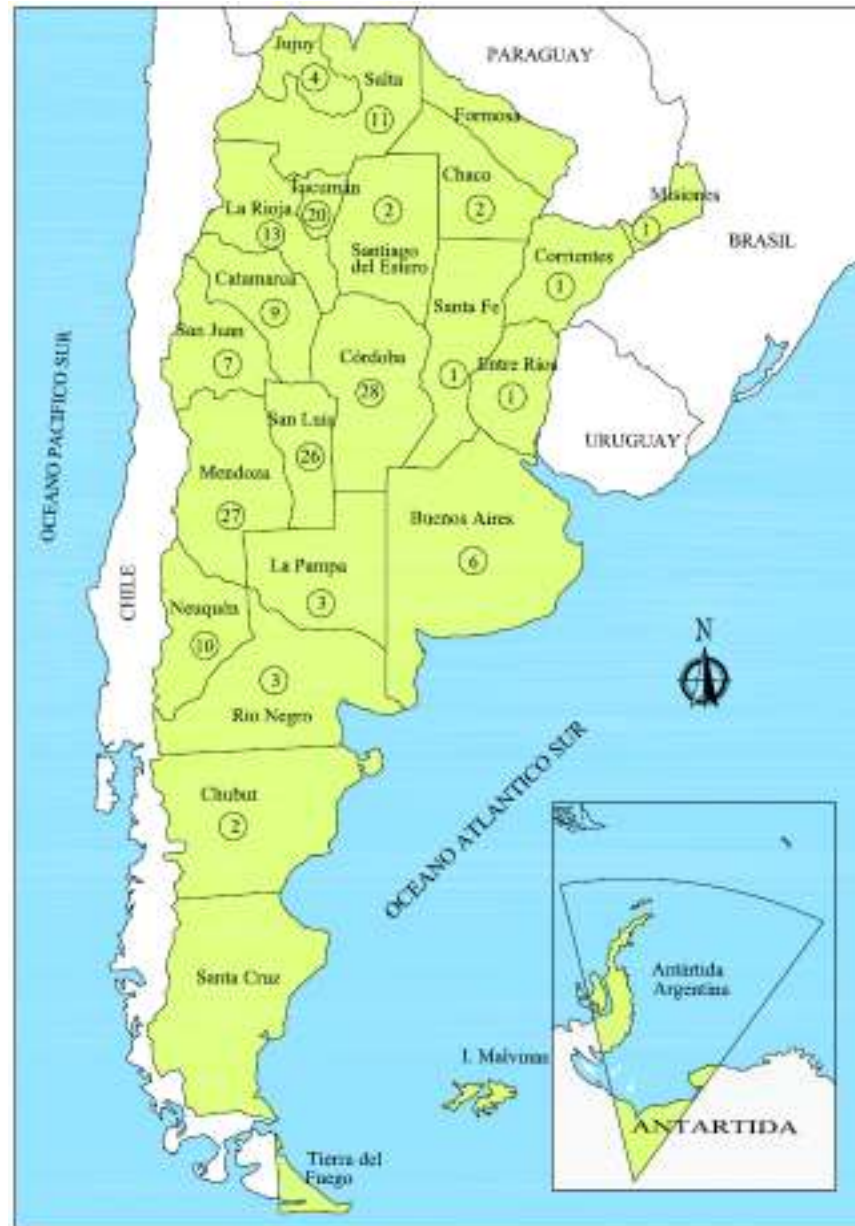 Jujuy
4
Salta
11
PARAGUAY
Formosa
Chaco
2
Misiones
1
Tucumán
20
La Rioja
13
2
Santiago
del Estero
BRASIL
Corrientes
1
Catamarca
9
Santa Fe
1
San Juan
7
Córdoba
28
Entre Ríos
1
San Luis
26
URUGUAY
Mendoza
27
Buenos Aires
6
La Pampa
3
Neuquén
10
3
Rio Negro
Chubut
2
Santa Cruz
Tierra del
Fuego
I. Malvinas
OCEANO PACIFICO SUR
CHILE
OCEANO ATLANTICO SUR
N
Antártida
Argentina
ANTARTIDA